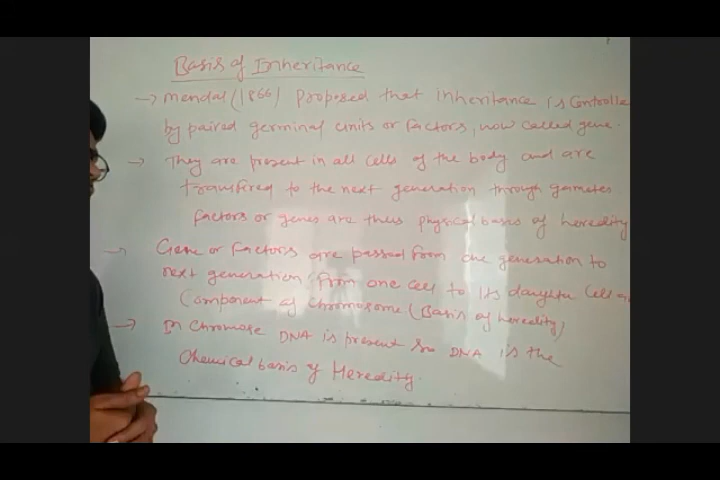 Basis of Inheritance
→ Mendal (1866) proposed that inheritance is controlle
by paired germinal units or factors, now called gene.
→ They are present in all cells of the body and are
transfred to the next generation through gametes
factors or genes are thus physical basis of heredity
→ Gene or factors are passed from one generation to
next generation from one cell to its daughter cell
Component of chromosome (Basis of heredity)
→ In chromose DNA is present so DNA is the
Chemical basis of Heredity.